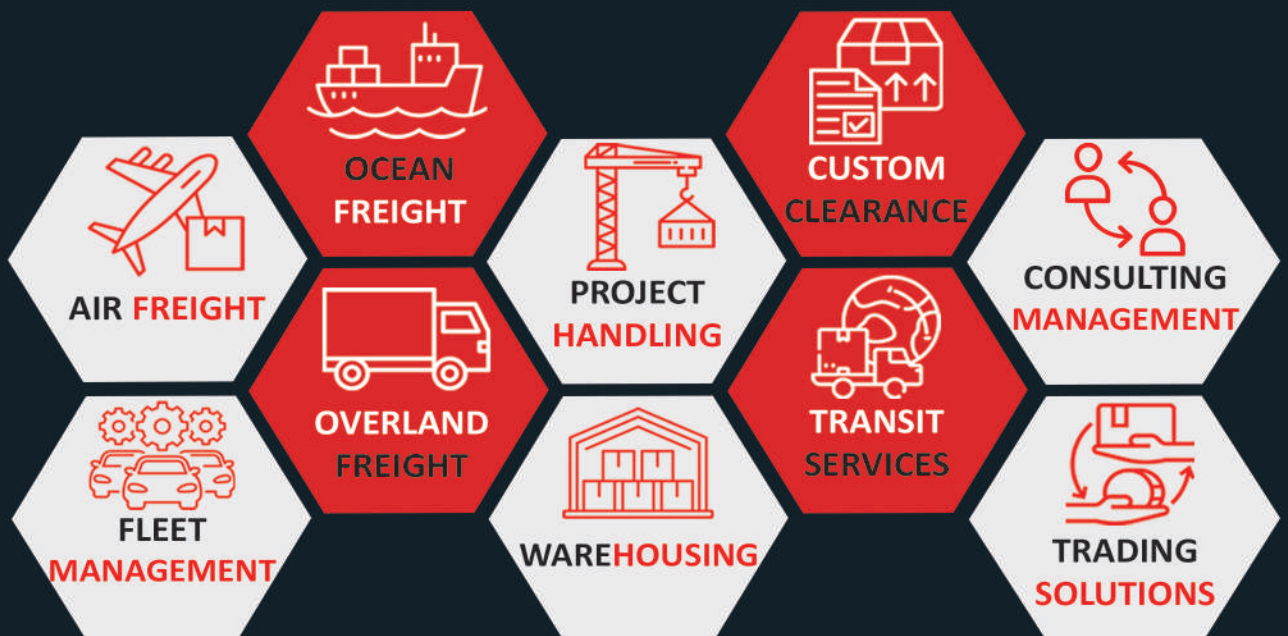 OCEAN
FREIGHT
CUSTOM
CLEARANCE
AIR FREIGHT
PROJECT
HANDLING
CONSULTING
MANAGEMENT
OVERLAND
FREIGHT
TRANSIT
SERVICES
FLEET
MANAGEMENT
WAREHOUSING
TRADING
SOLUTIONS